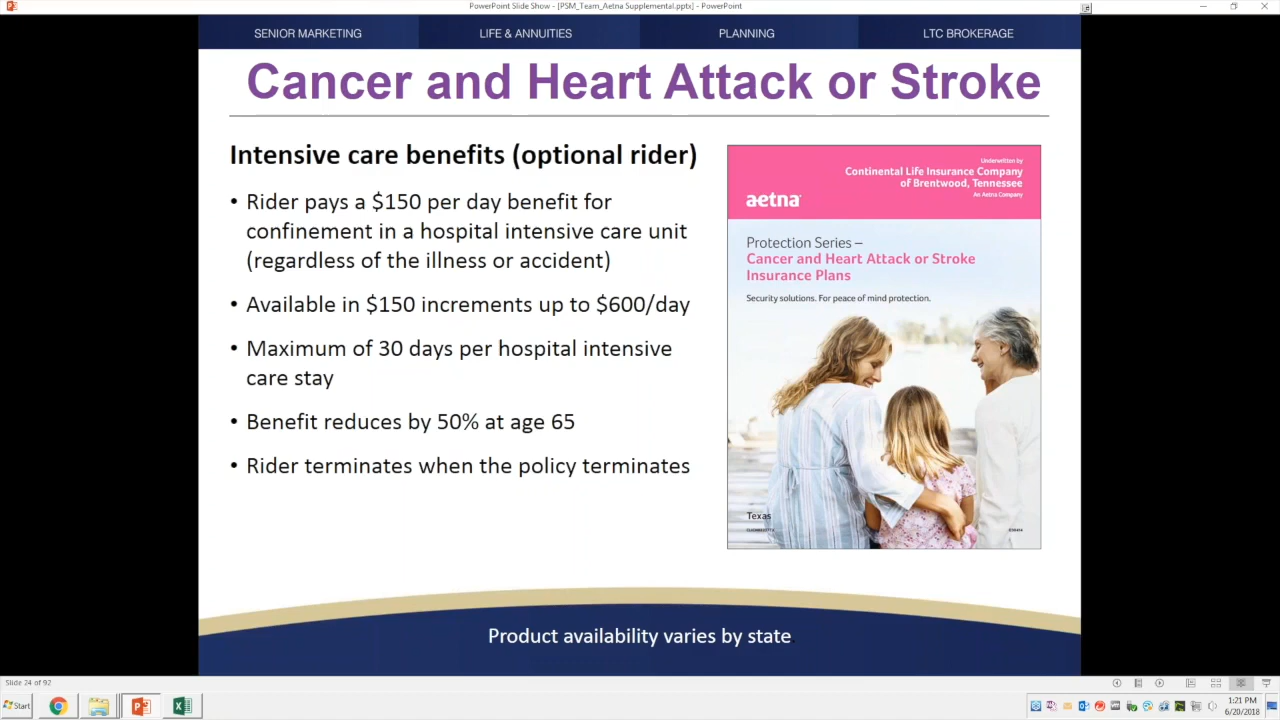 PowerPoint Slide Show - [PSM_Team_Aetna Supplemental.pptx] - PowerPoint
SENIOR MARKETING
LIFE & ANNUITIES
PLANNING
LTC BROKERAGE
Cancer and Heart Attack or Stroke
Intensive care benefits (optional rider)
• Rider pays a $150 per day benefit for
confinement in a hospital intensive care unit
(regardless of the illness or accident)
• Available in $150 increments up to $600/day
• Maximum of 30 days per hospital intensive
care stay
• Benefit reduces by 50% at age 65
• Rider terminates when the policy terminates
Underwritten by
Continental Life Insurance Company
of Brentwood, Tennessee
An Aetna Company
aetna
Protection Series –
Cancer and Heart Attack or Stroke
Insurance Plans
Security solutions. For peace of mind protection.
Texas
Product availability varies by state
Slide 24 of 92
Start
1:21 PM
6/20/2018